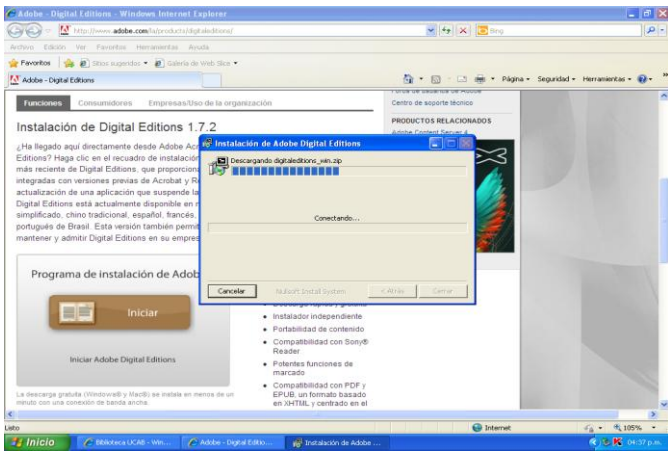 Adobe - Digital Editions - Windows Internet Explorer
http://www.adobe.com/la/products/digitaleditions/
Bing
Archivo Edición Ver Favoritos Herramientas Ayuda
Favoritos Sitios sugeridos Galería de Web Slice
Adobe - Digital Editions
Página Seguridad Herramientas
Funciones Consumidores Empresas/Uso de la organización
Centro de soporte técnico
PRODUCTOS RELACIONADOS
Adobe Content Server 4
Instalación de Digital Editions 1.7.2
¿Ha llegado aquí directamente desde Adobe Acr
Editions? Haga clic en el recuadro de instalación
más reciente de Digital Editions, que proporcion
integradas con versiones previas de Acrobat y R
actualización de una aplicación que suspende la
Digital Editions está actualmente disponible en
simplificado, chino tradicional, español, francés,
portugués de Brasil. Esta versión también permit
mantener y admitir Digital Editions en su empres
Instalación de Adobe Digital Editions
Descargando digitaleditions_win.zip
Conectando...
Cancelar Nullsoft Install System < Atrás Cerrar
Programa de instalación de Adob
Iniciar
Iniciar Adobe Digital Editions
La descarga gratuita (Windows® y Mac®) se instala en menos de un
minuto con una conexión de banda ancha.
Instalador independiente
Portabilidad de contenido
Compatibilidad con Sony®
Reader
Potentes funciones de
marcado
Compatibilidad con PDF y
EPUB, un formato basado
en XHTML y centrado en el
Listo Internet 105%
Inicio Biblioteca UCAB - Win... Adobe - Digital Editio... Instalación de Adobe ... 04:37 p.m.